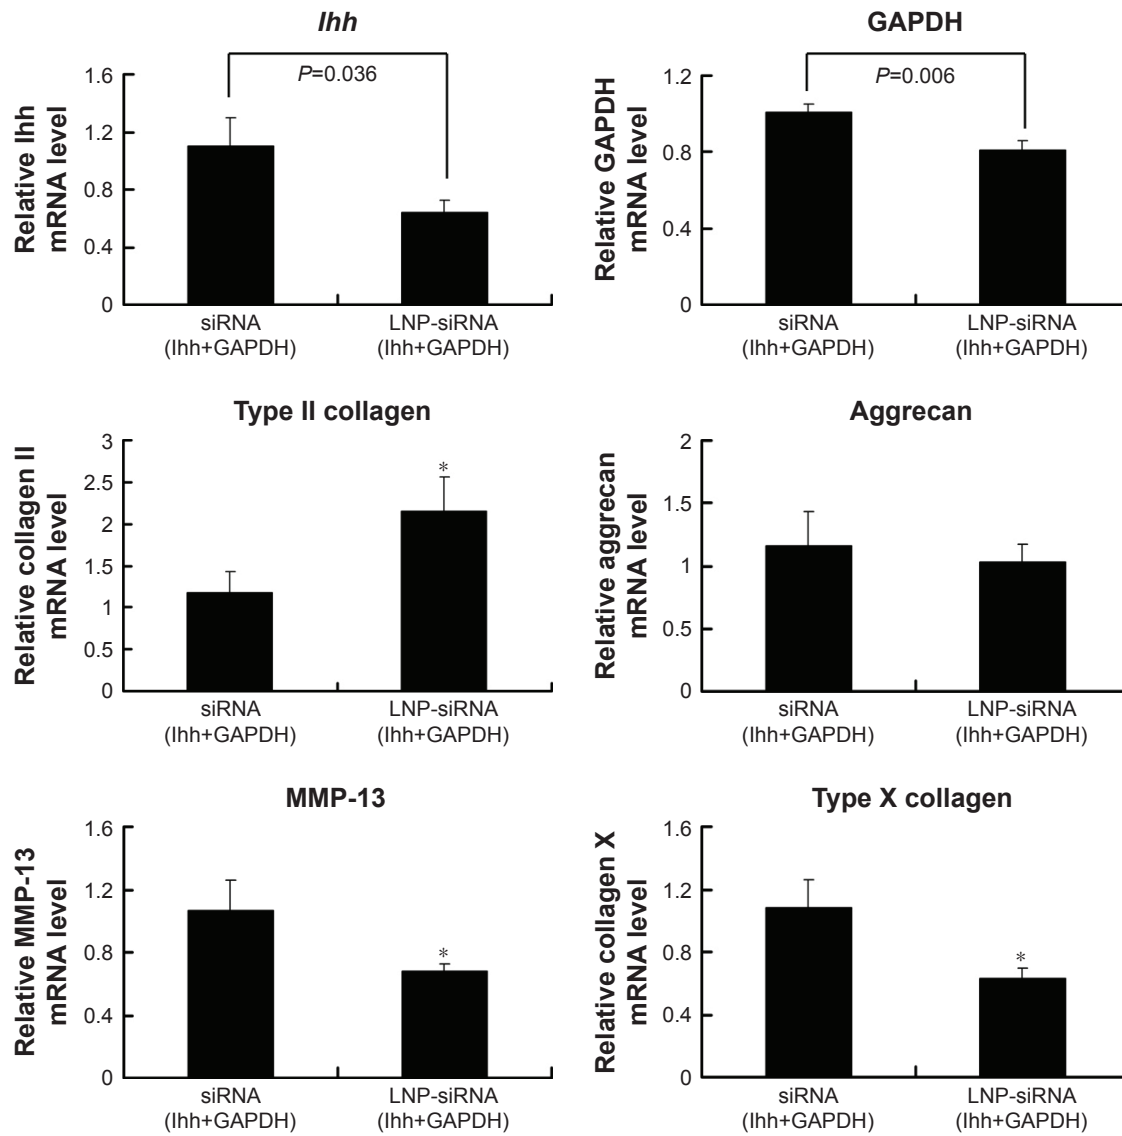 Ihh
P=0.036
Relative Ihh
mRNA level
1.6
1.2
0.8
0.4
0
siRNA
(Ihh+GAPDH)
LNP-siRNA
(Ihh+GAPDH)
GAPDH
P=0.006
Relative GAPDH
mRNA level
1.2
0.8
0.4
0
siRNA
(Ihh+GAPDH)
LNP-siRNA
(Ihh+GAPDH)
Type II collagen
Relative collagen II
mRNA level
3
2.5
2
1.5
1
0.5
0
*
siRNA
(Ihh+GAPDH)
LNP-siRNA
(Ihh+GAPDH)
Aggrecan
Relative aggrecan
mRNA level
2
1.5
1
0.5
0
siRNA
(Ihh+GAPDH)
LNP-siRNA
(Ihh+GAPDH)
MMP-13
Relative MMP-13
mRNA level
1.6
1.2
0.8
0.4
0
*
siRNA
(Ihh+GAPDH)
LNP-siRNA
(Ihh+GAPDH)
Type X collagen
Relative collagen X
mRNA level
1.6
1.2
0.8
0.4
0
*
siRNA
(Ihh+GAPDH)
LNP-siRNA
(Ihh+GAPDH)